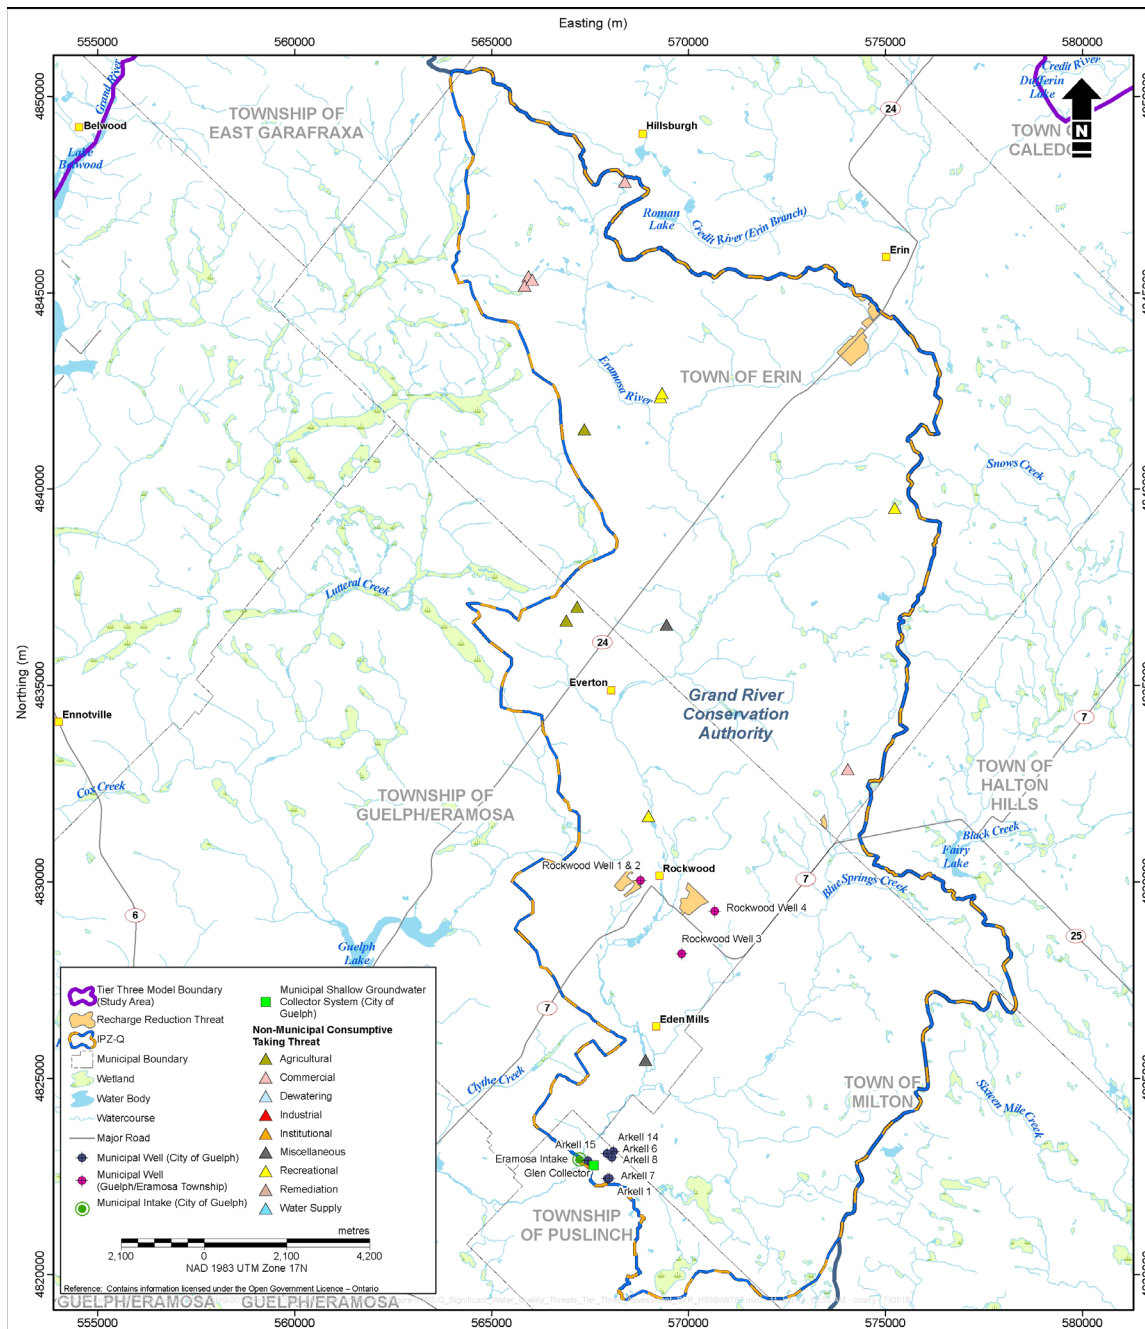 Easting (m)
555000
560000
565000
570000
575000
580000
Northing (m)
4850000
4845000
4840000
4835000
4830000
4825000
4820000
Grand River
Credit River
Dufferin
Lake
24
N
TOWNSHIP OF
EAST GARAFRAXA
Belwood
Lake
Belwood
Hillsburgh
TOWN OF
CALEDON
Roman
Lake
Credit River (Erin Branch)
Erin
Eramosa
River
TOWN OF ERIN
Snows Creek
Lutteral Creek
24
Everton
Grand River
Conservation
Authority
Ennotville
7
Cox Creek
TOWNSHIP OF
GUELPH/ERAMOSA
TOWN OF
HALTON
HILLS
Black Creek
Fairy
Lake
Rockwood Well 1 & 2
Rockwood
7
Blue Springs Creek
Rockwood Well 4
6
Rockwood Well 3
25
Guelph
Lake
7
Eden Mills
Clythe Creek
TOWN OF
MILTON
Sixteen Mile Creek
Arkell 14
Arkell 15
Arkell 6
Eramosa Intake
Arkell 8
Glen Collector
Arkell 7
Arkell 1
TOWNSHIP
OF PUSLINCH
Tier Three Model Boundary
(Study Area)
Recharge Reduction Threat
IPZ-Q
Municipal Boundary
Wetland
Water Body
Watercourse
Major Road
Municipal Well (City of Guelph)
Municipal Well
(Guelph/Eramosa Township)
Municipal Intake (City of Guelph)
Municipal Shallow Groundwater
Collector System (City of
Guelph)
Non-Municipal Consumptive
Taking Threat
Agricultural
Commercial
Dewatering
Industrial
Institutional
Miscellaneous
Recreational
Remediation
Water Supply
metres
2,100 0 2,100 4,200
NAD 1983 UTM Zone 17N
Reference: Contains information licensed under the Open Government Licence – Ontario
GUELPH/ERAMOSA GUELPH/ERAMOSA
555000
560000
565000
570000
575000
580000